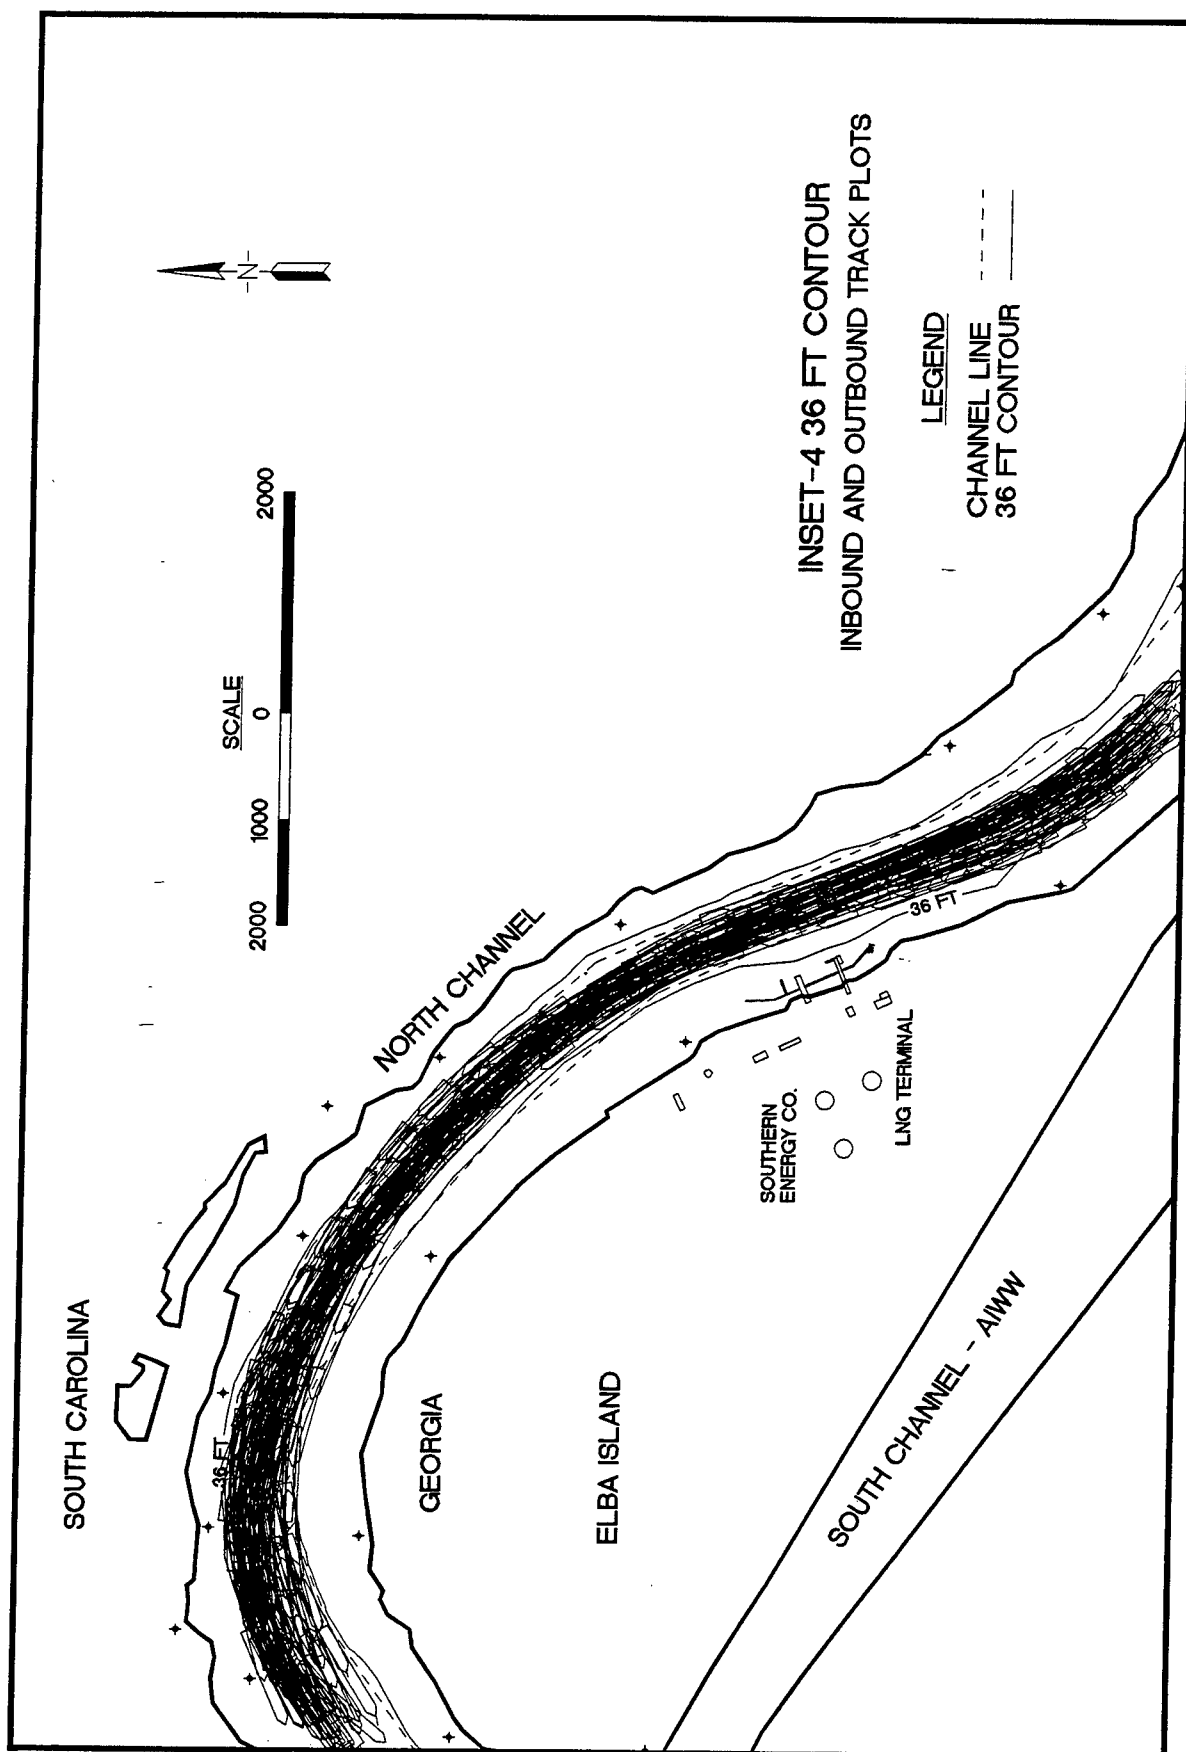 SOUTH CAROLINA
36 FT
NORTH CHANNEL
SCALE
2000 1000 0 2000
-N-
GEORGIA
ELBA ISLAND
SOUTHERN
ENERGY CO.
LNG TERMINAL
36 FT
SOUTH CHANNEL - AIWW
INSET-4 36 FT CONTOUR
INBOUND AND OUTBOUND TRACK PLOTS
LEGEND
CHANNEL LINE
36 FT CONTOUR